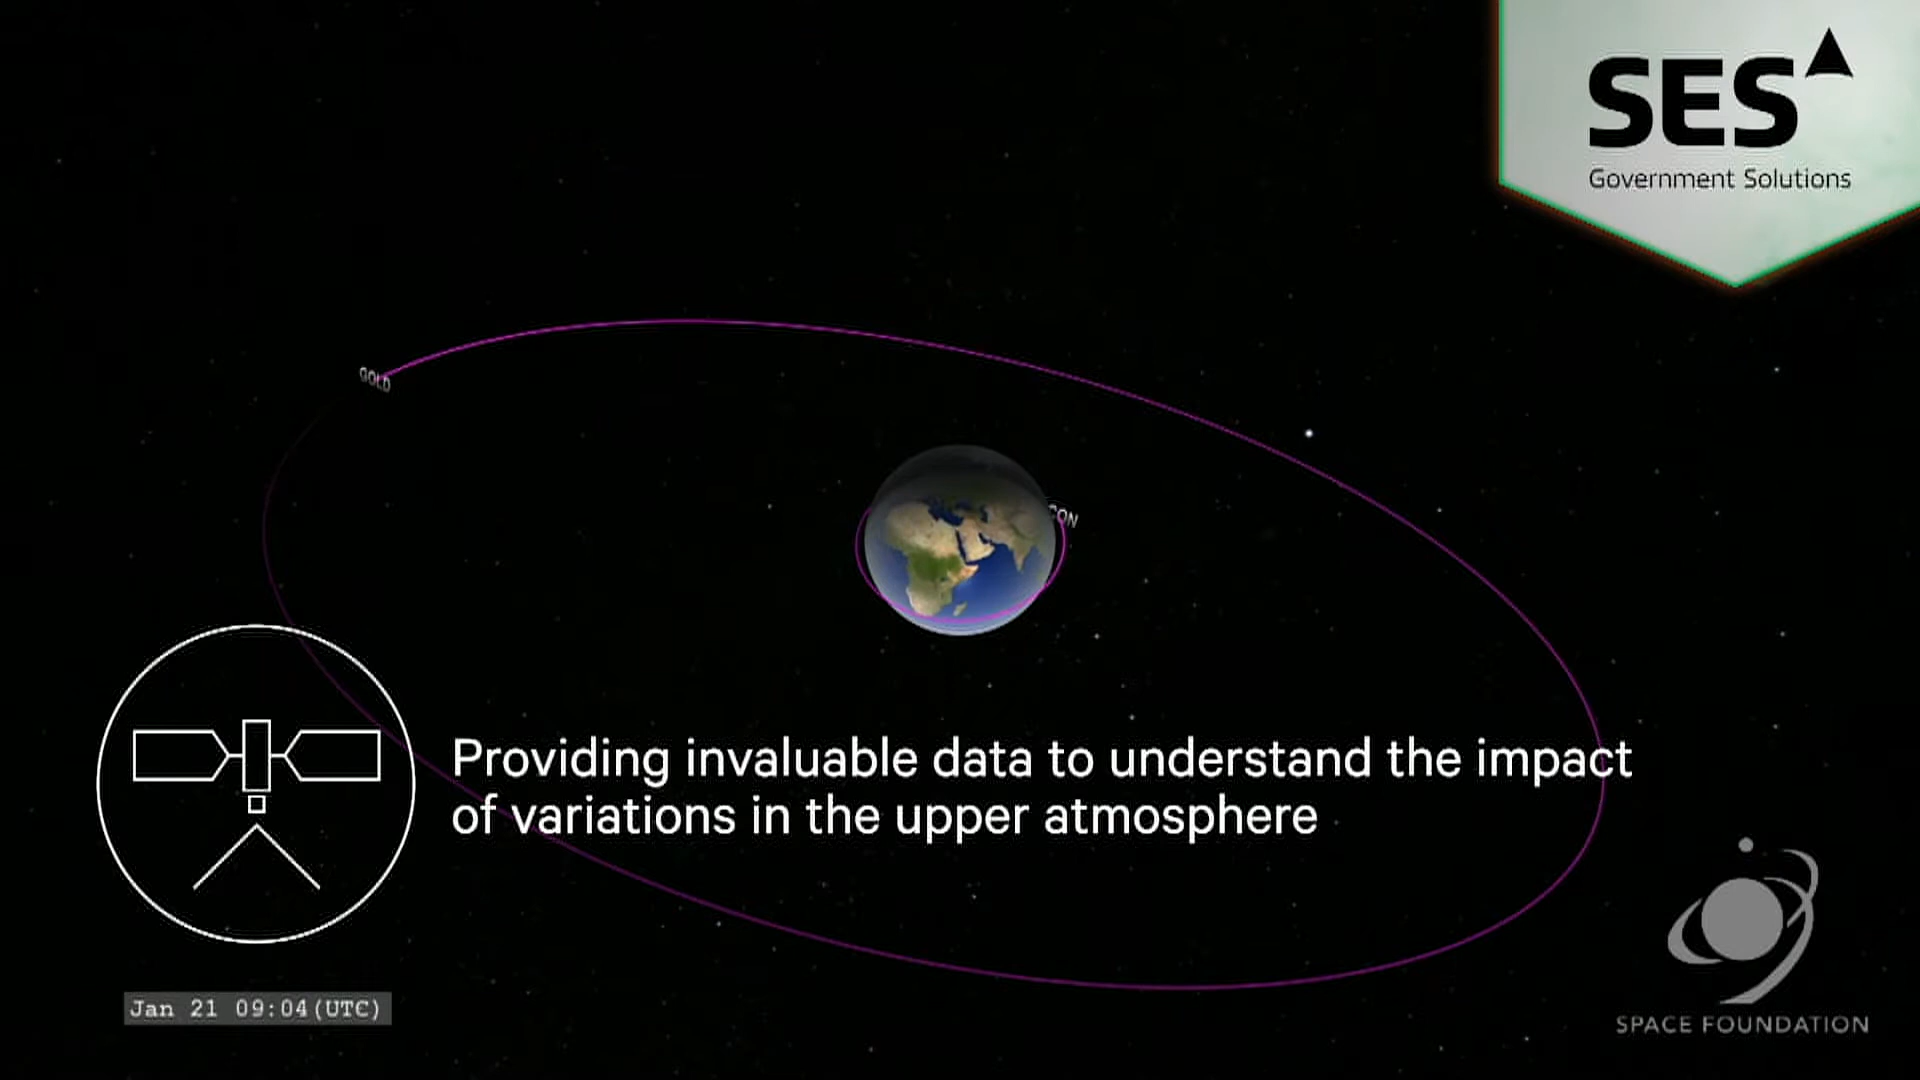 SES
Government Solutions
GOLD
CON
Providing invaluable data to understand the impact
of variations in the upper atmosphere
Jan 21 09:04(UTC)
SPACE FOUNDATION